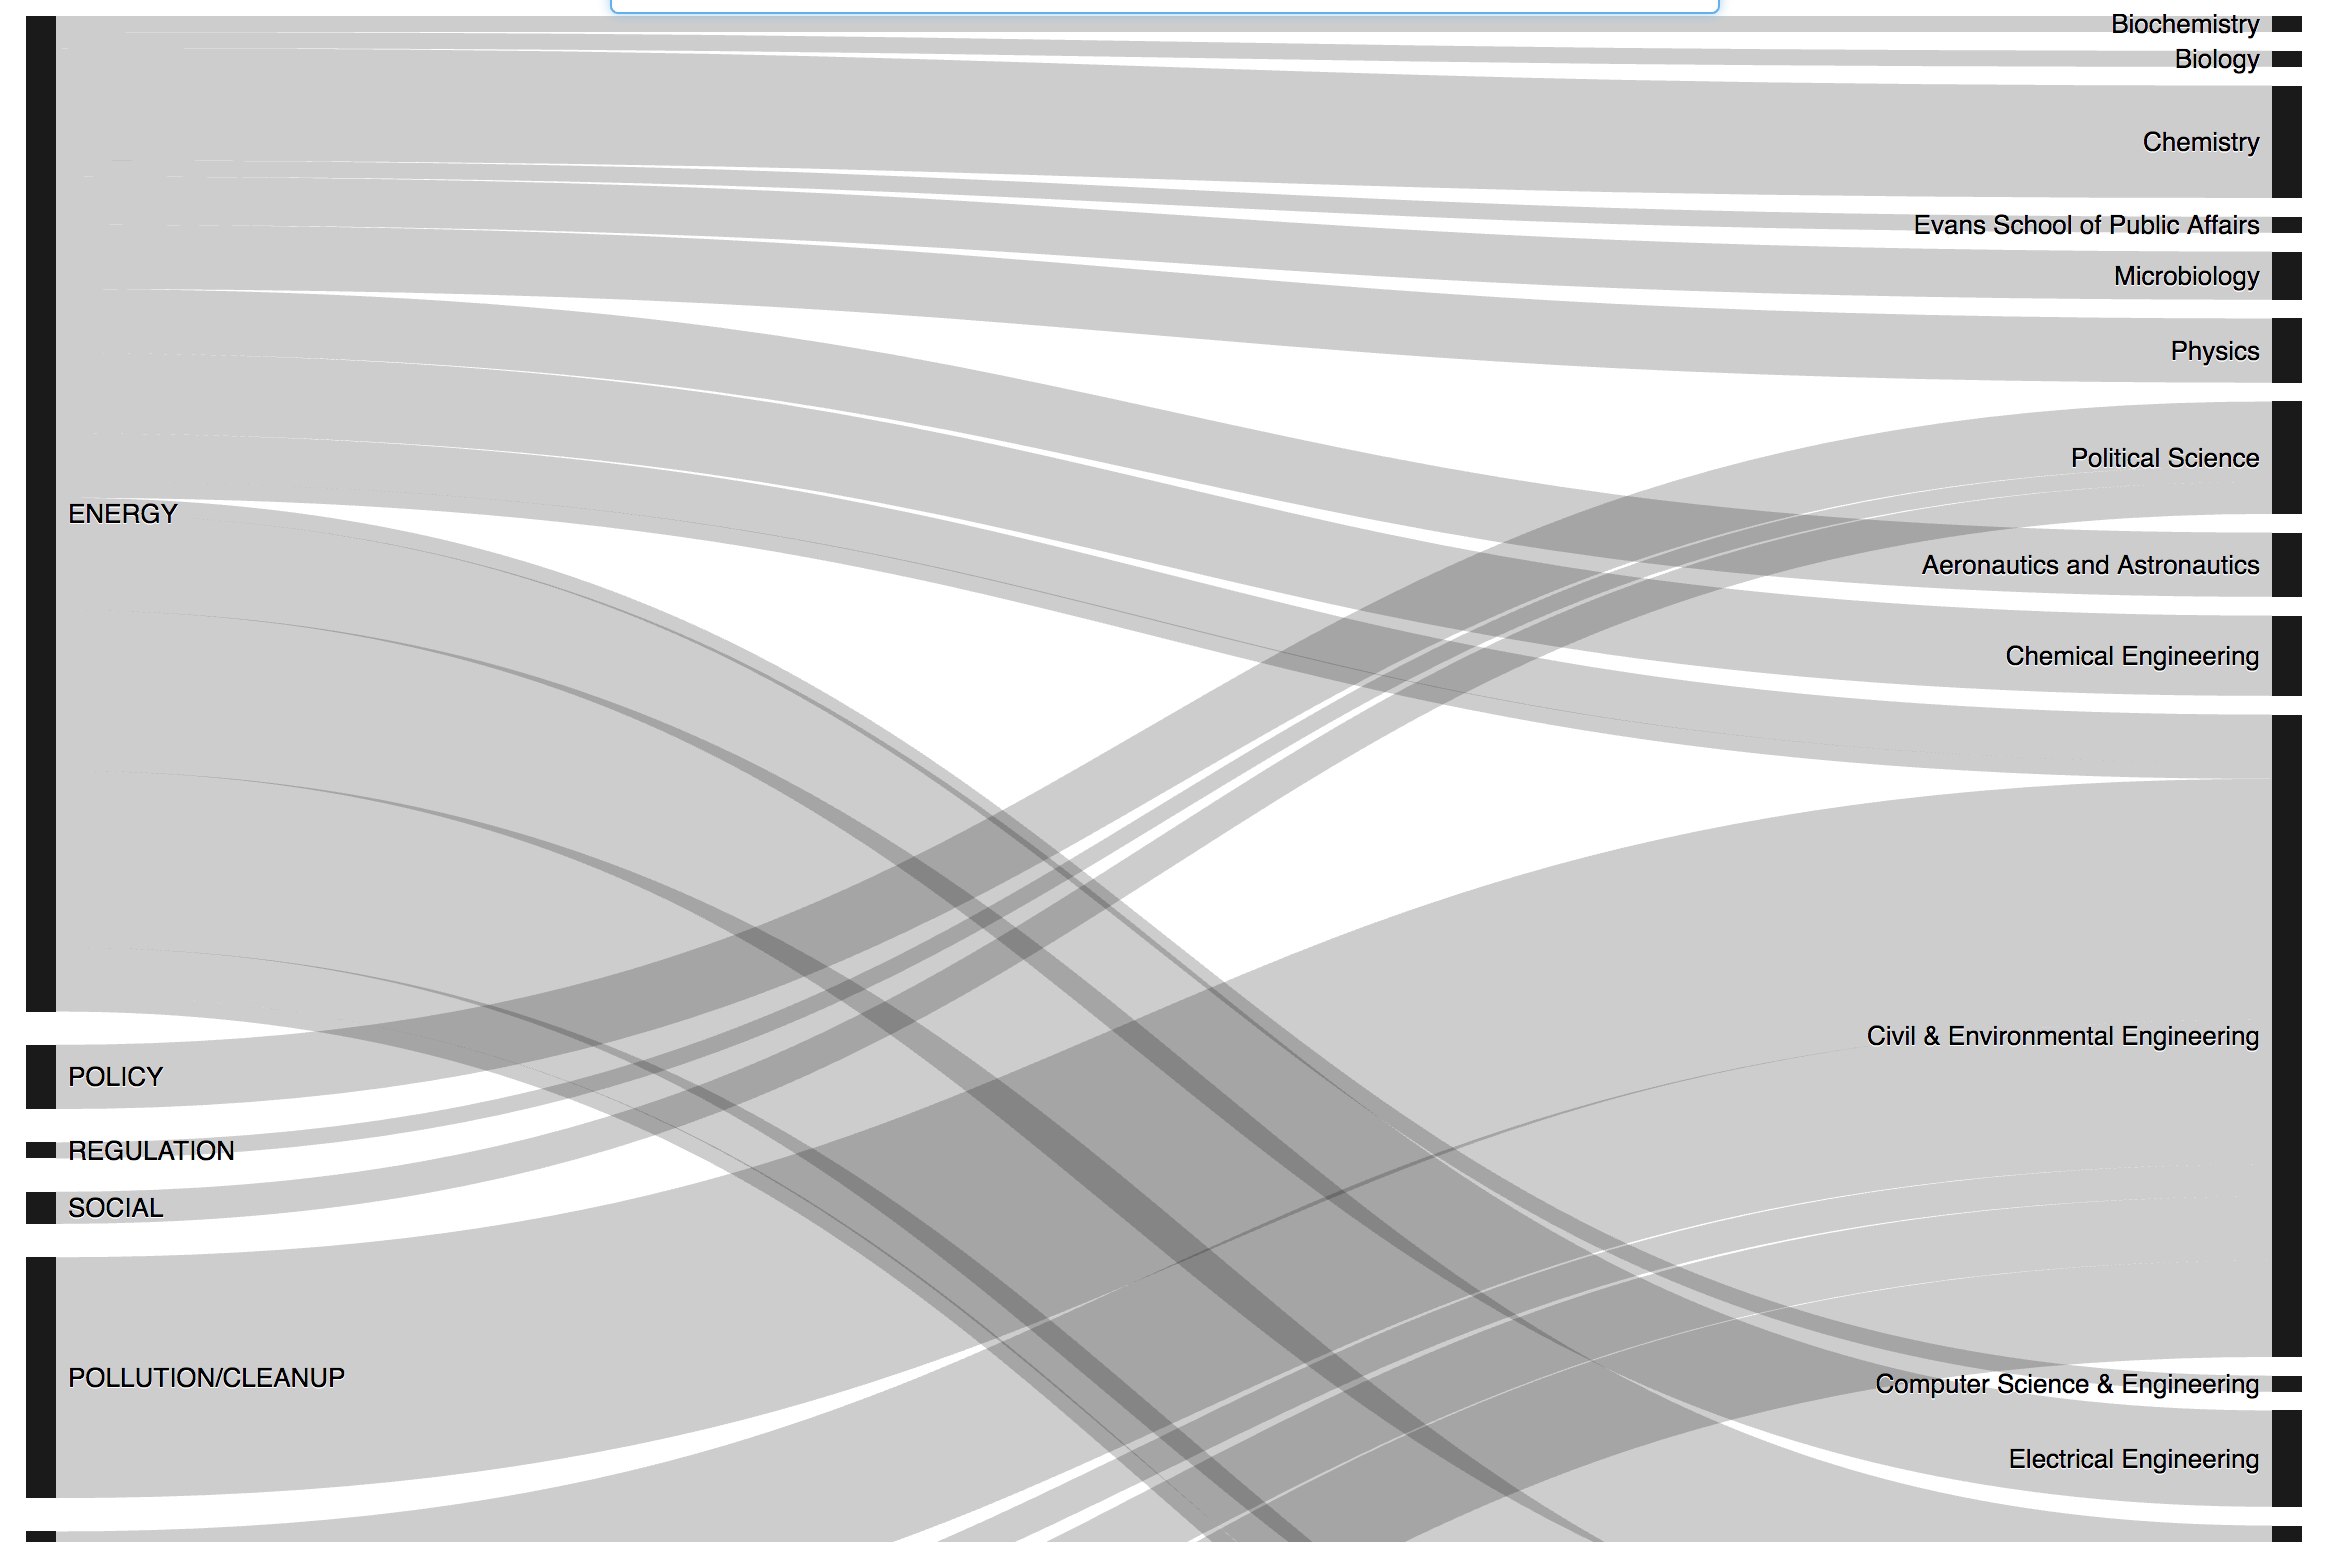 Biochemistry
Biology
Chemistry
Evans School of Public Affairs
Microbiology
Physics
Political Science
ENERGY
Aeronautics and Astronautics
Chemical Engineering
Civil & Environmental Engineering
POLICY
REGULATION
SOCIAL
POLLUTION/CLEANUP
Computer Science & Engineering
Electrical Engineering